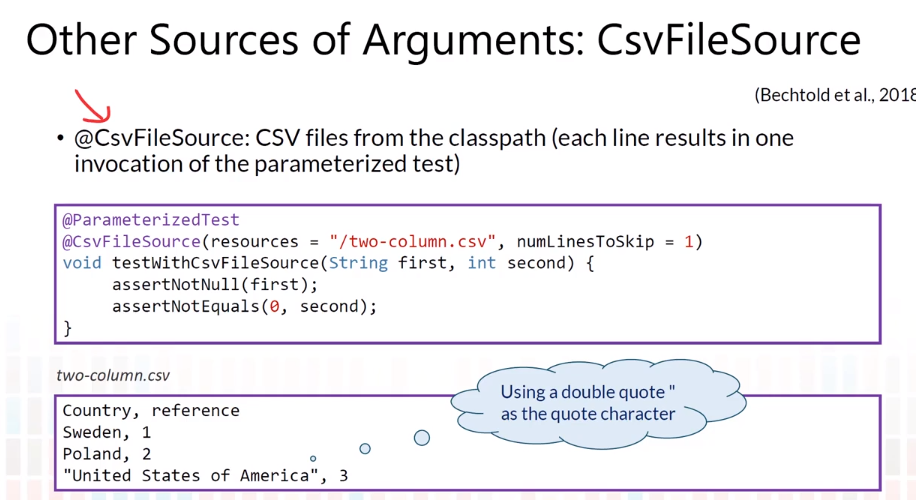 Other Sources of Arguments: CsvFileSource
(Bechtold et al., 2018
• @CsvFileSource: CSV files from the classpath (each line results in one
invocation of the parameterized test)
@ParameterizedTest
@CsvFileSource(resources = "/two-column.csv", numLinesToSkip = 1)
void testWithCsvFileSource(String first, int second) {
    assertNotNull(first);
    assertNotEquals(0, second);
}
two-column.csv
Using a double quote "
as the quote character
Country, reference
Sweden, 1
Poland, 2
"United States of America", 3